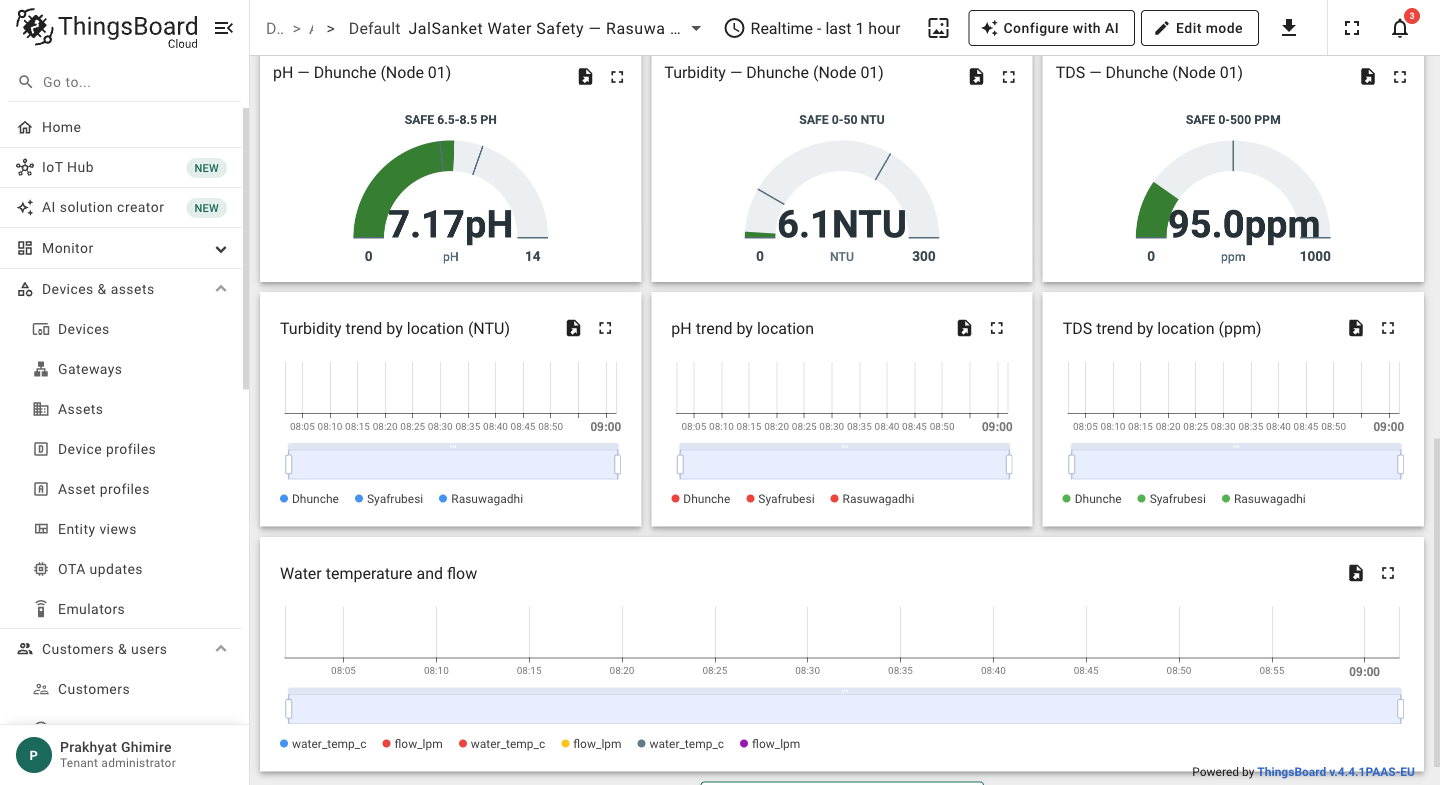 ThingsBoard
Cloud
D.. > A > Default JalSanket Water Safety — Rasuwa ...
Realtime - last 1 hour
Configure with AI
Edit mode
3
Go to...
Home
IoT Hub NEW
AI solution creator NEW
Monitor
Devices & assets
Devices
Gateways
Assets
Device profiles
Asset profiles
Entity views
OTA updates
Emulators
Customers & users
Customers
P
Prakhyat Ghimire
Tenant administrator
pH — Dhunche (Node 01)
SAFE 6.5-8.5 PH
7.17pH
0 pH 14
Turbidity — Dhunche (Node 01)
SAFE 0-50 NTU
6.1NTU
0 NTU 300
TDS — Dhunche (Node 01)
SAFE 0-500 PPM
95.0ppm
0 ppm 1000
Turbidity trend by location (NTU)
08:05 08:10 08:15 08:20 08:25 08:30 08:35 08:40 08:45 08:50 09:00
Dhunche Syafrubesi Rasuwagadhi
pH trend by location
08:05 08:10 08:15 08:20 08:25 08:30 08:35 08:40 08:45 08:50 09:00
Dhunche Syafrubesi Rasuwagadhi
TDS trend by location (ppm)
08:05 08:10 08:15 08:20 08:25 08:30 08:35 08:40 08:45 08:50 09:00
Dhunche Syafrubesi Rasuwagadhi
Water temperature and flow
08:05 08:10 08:15 08:20 08:25 08:30 08:35 08:40 08:45 08:50 08:55 09:00
water_temp_c flow_lpm water_temp_c flow_lpm water_temp_c flow_lpm
Powered by ThingsBoard v.4.4.1PAAS-EU